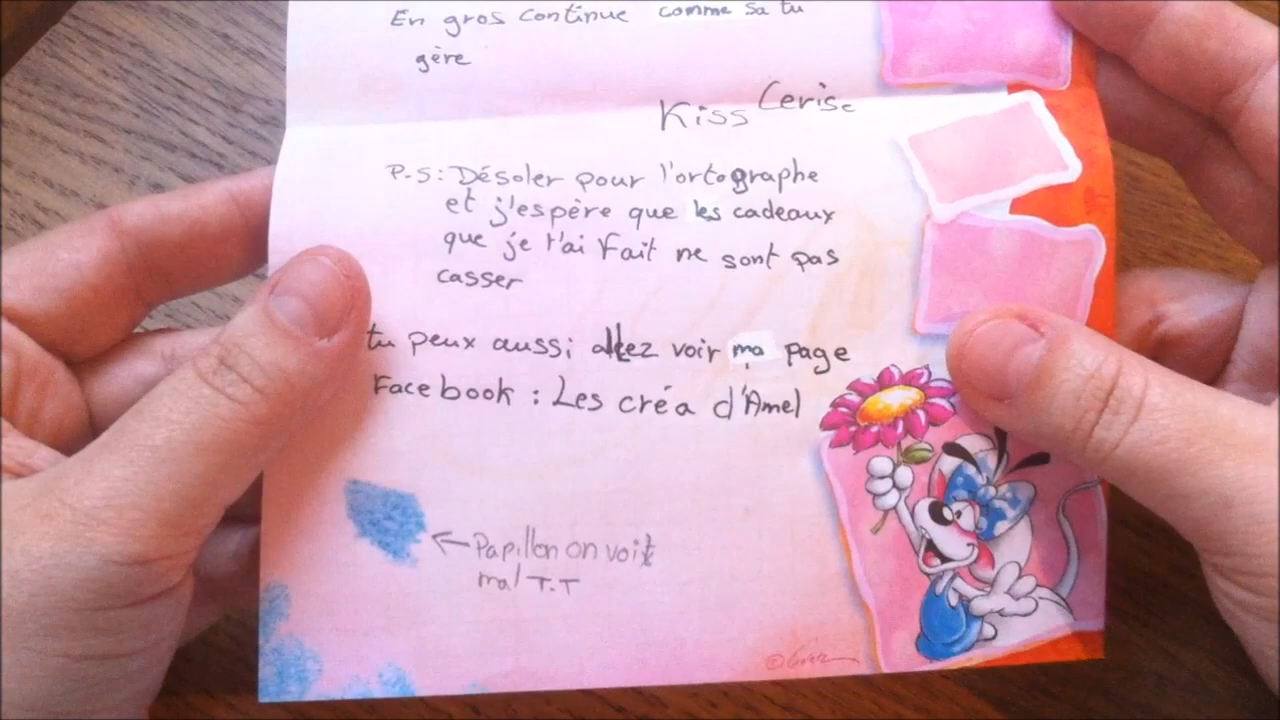 En gros continue comme sa tu
gère
Kiss Cerise
P.S: Désoler pour l'ortographe
et j'espère que les cadeaux
que je t'ai fait ne sont pas
casser
tu peux aussi allez voir ma page
Facebook : Les créa d'Amel
←Papillon on voit
mal T.T
©